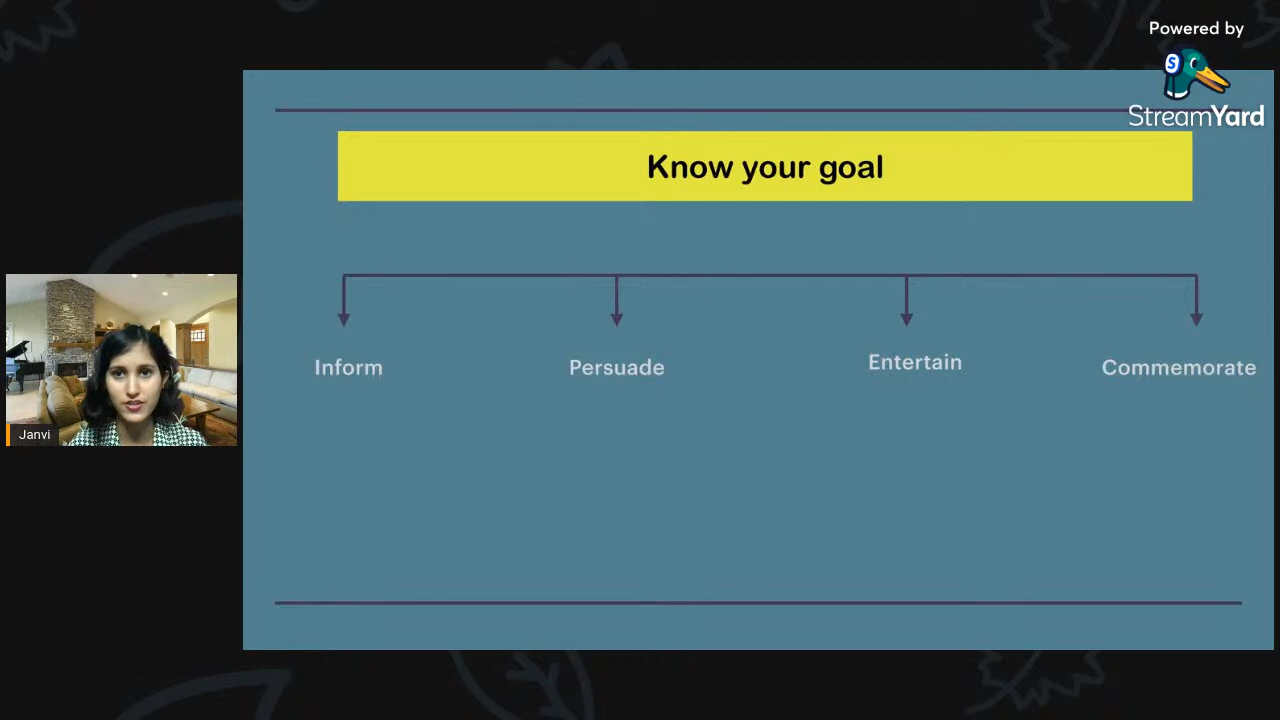 Powered by
StreamYard
Know your goal
Inform
Persuade
Entertain
Commemorate
Janvi
S